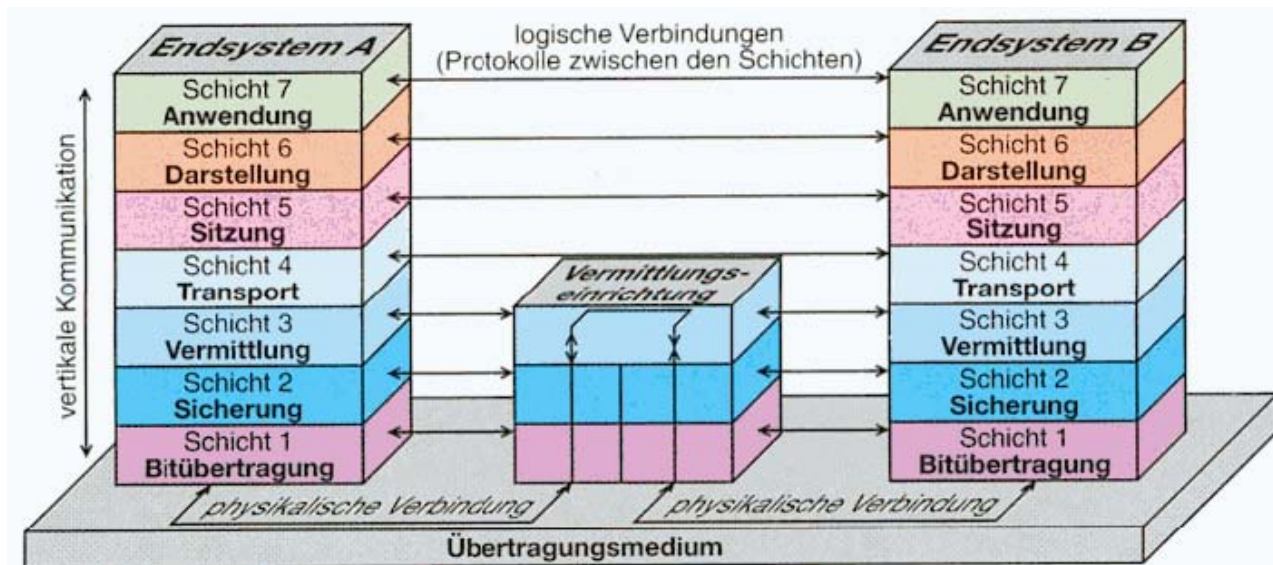 Endsystem A
logische Verbindungen
(Protokolle zwischen den Schichten)
Endsystem B
vertikale Kommunikation
Schicht 7
Anwendung
Schicht 6
Darstellung
Schicht 5
Sitzung
Schicht 4
Transport
Schicht 3
Vermittlung
Schicht 2
Sicherung
Schicht 1
Bitübertragung
Vermittlungs-
einrichtung
Schicht 7
Anwendung
Schicht 6
Darstellung
Schicht 5
Sitzung
Schicht 4
Transport
Schicht 3
Vermittlung
Schicht 2
Sicherung
Schicht 1
Bitübertragung
physikalische Verbindung
physikalische Verbindung
Übertragungsmedium